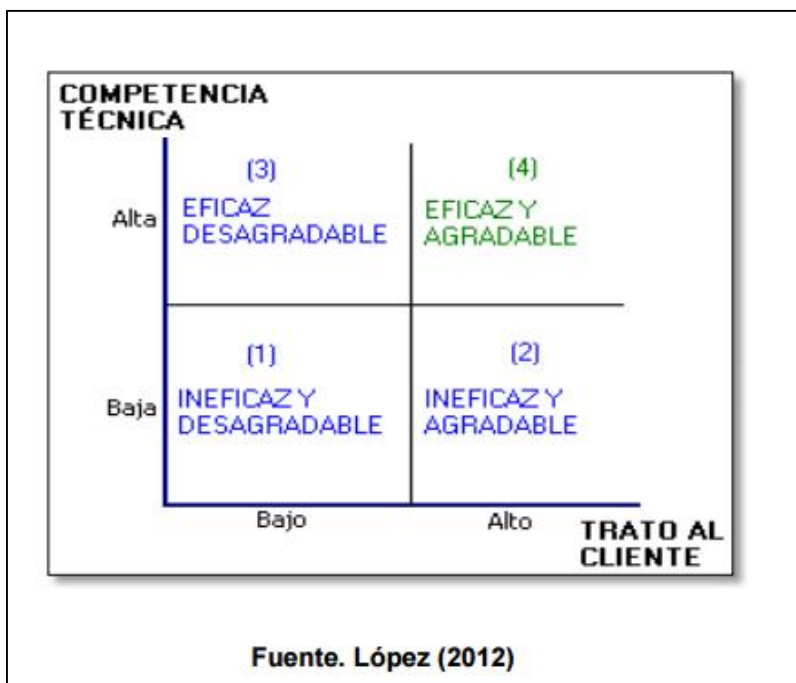 COMPETENCIA
TÉCNICA
(3)
(4)
Alta
EFICAZ
DESAGRADABLE
EFICAZ Y
AGRADABLE
(1)
(2)
Baja
INEFICAZ Y
DESAGRADABLE
INEFICAZ Y
AGRADABLE
Bajo
Alto
TRATO AL
CLIENTE
Fuente. López (2012)